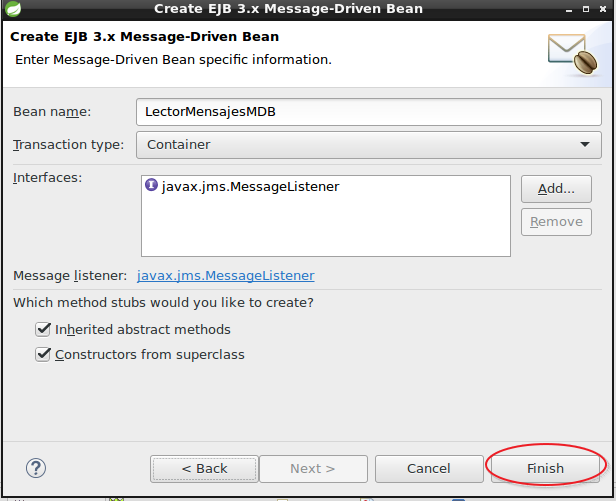 Create EJB 3.x Message-Driven Bean
Create EJB 3.x Message-Driven Bean
Enter Message-Driven Bean specific information.
Bean name: LectorMensajesMDB
Transaction type: Container
Interfaces: javax.jms.MessageListener Add...
Remove
Message listener: javax.jms.MessageListener
Which method stubs would you like to create?
Inherited abstract methods
Constructors from superclass
? < Back Next > Cancel Finish